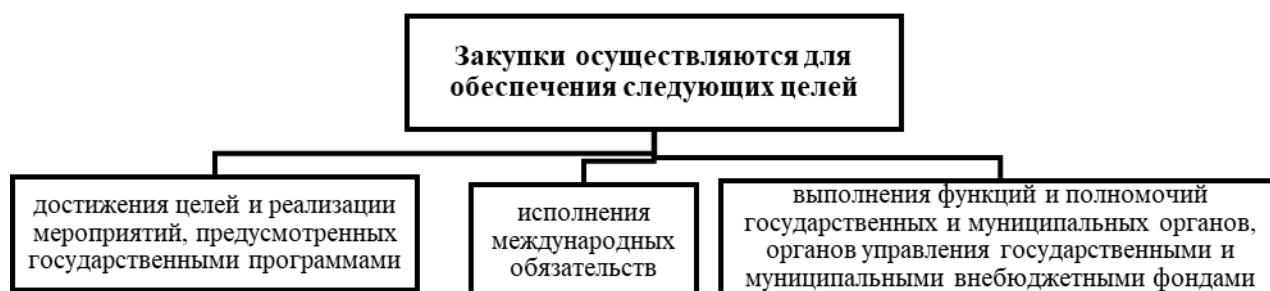 Закупки осуществляются для
обеспечения следующих целей
достижения целей и реализации
мероприятий, предусмотренных
государственными программами
исполнения
международных
обязательств
выполнения функций и полномочий
государственных и муниципальных органов,
органов управления государственными и
муниципальными внебюджетными фондами